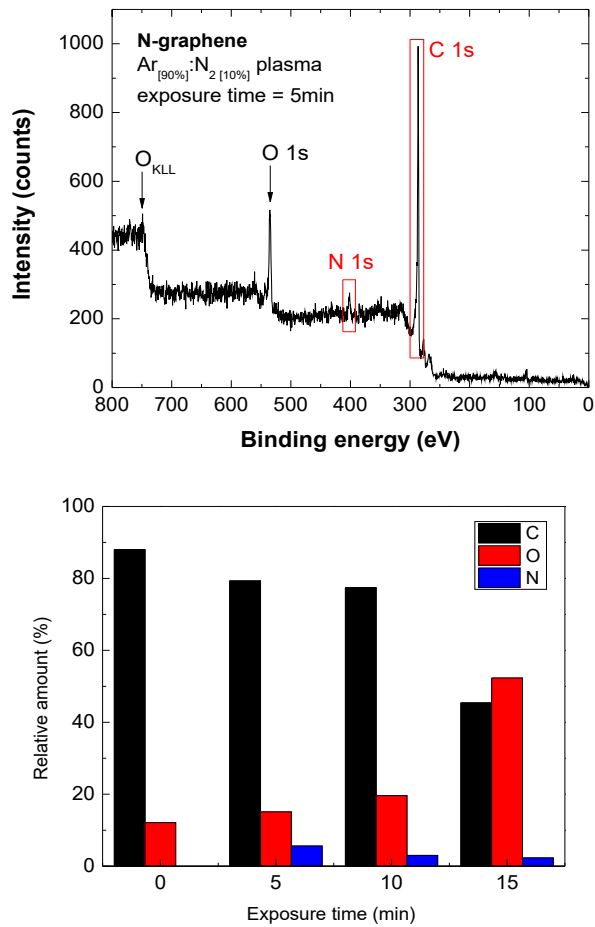 N-graphene
Ar[90%]:N2 [10%] plasma
exposure time = 5min
C 1s
O 1s
OKLL
N 1s
1000
800
600
400
200
0
Intensity (counts)
800 700 600 500 400 300 200 100 0
Binding energy (eV)
C
O
N
100
80
60
40
20
0
Relative amount (%)
0 5 10 15
Exposure time (min)